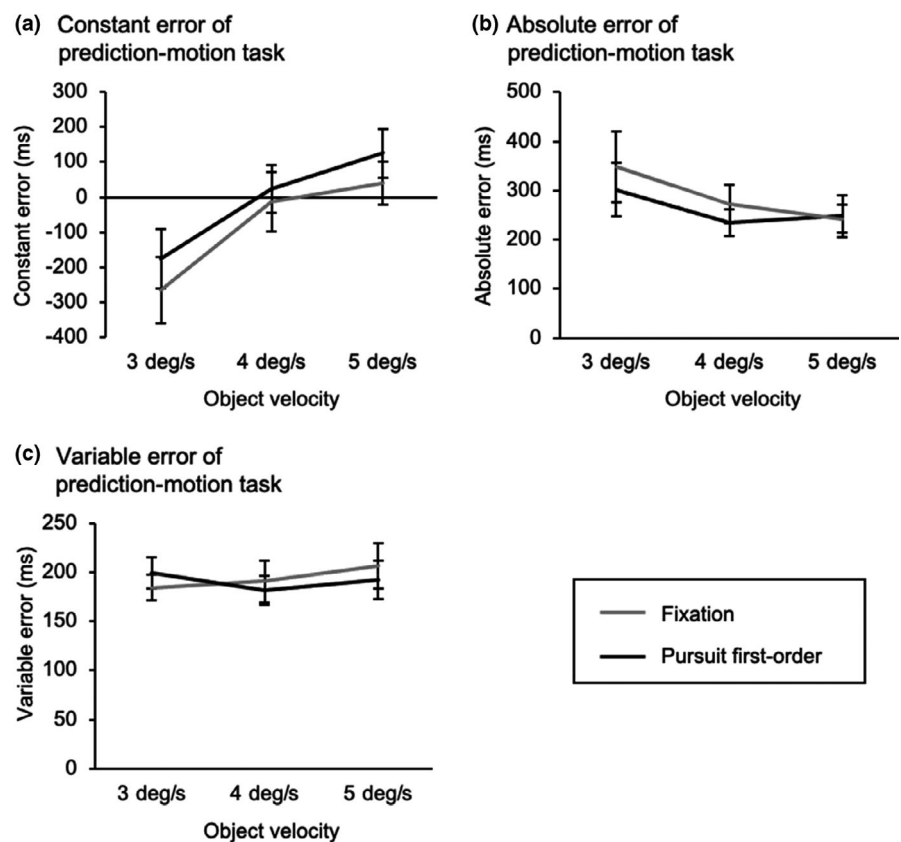 (a) Constant error of
prediction-motion task
Constant error (ms)
300
200
100
0
-100
-200
-300
-400
3 deg/s 4 deg/s 5 deg/s
Object velocity
(b) Absolute error of
prediction-motion task
Absolute error (ms)
500
400
300
200
100
0
3 deg/s 4 deg/s 5 deg/s
Object velocity
(c) Variable error of
prediction-motion task
Variable error (ms)
250
200
150
100
50
0
3 deg/s 4 deg/s 5 deg/s
Object velocity
Fixation
Pursuit first-order